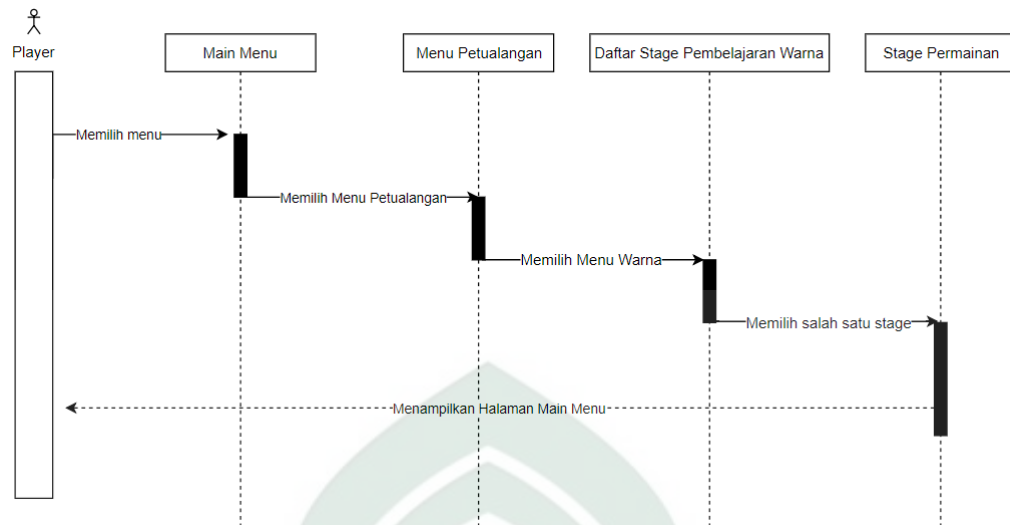 Player
Main Menu
Menu Petualangan
Daftar Stage Pembelajaran Warna
Stage Permainan
Memilih menu
Memilih Menu Petualangan
Memilih Menu Warna
Memilih salah satu stage
Menampilkan Halaman Main Menu